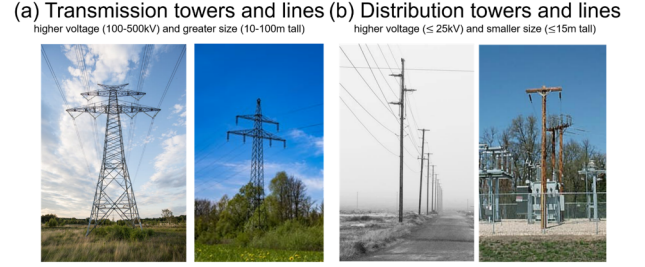 (a) Transmission towers and lines
higher voltage (100-500kV) and greater size (10-100m tall)
(b) Distribution towers and lines
higher voltage (≤ 25kV) and smaller size (≤15m tall)